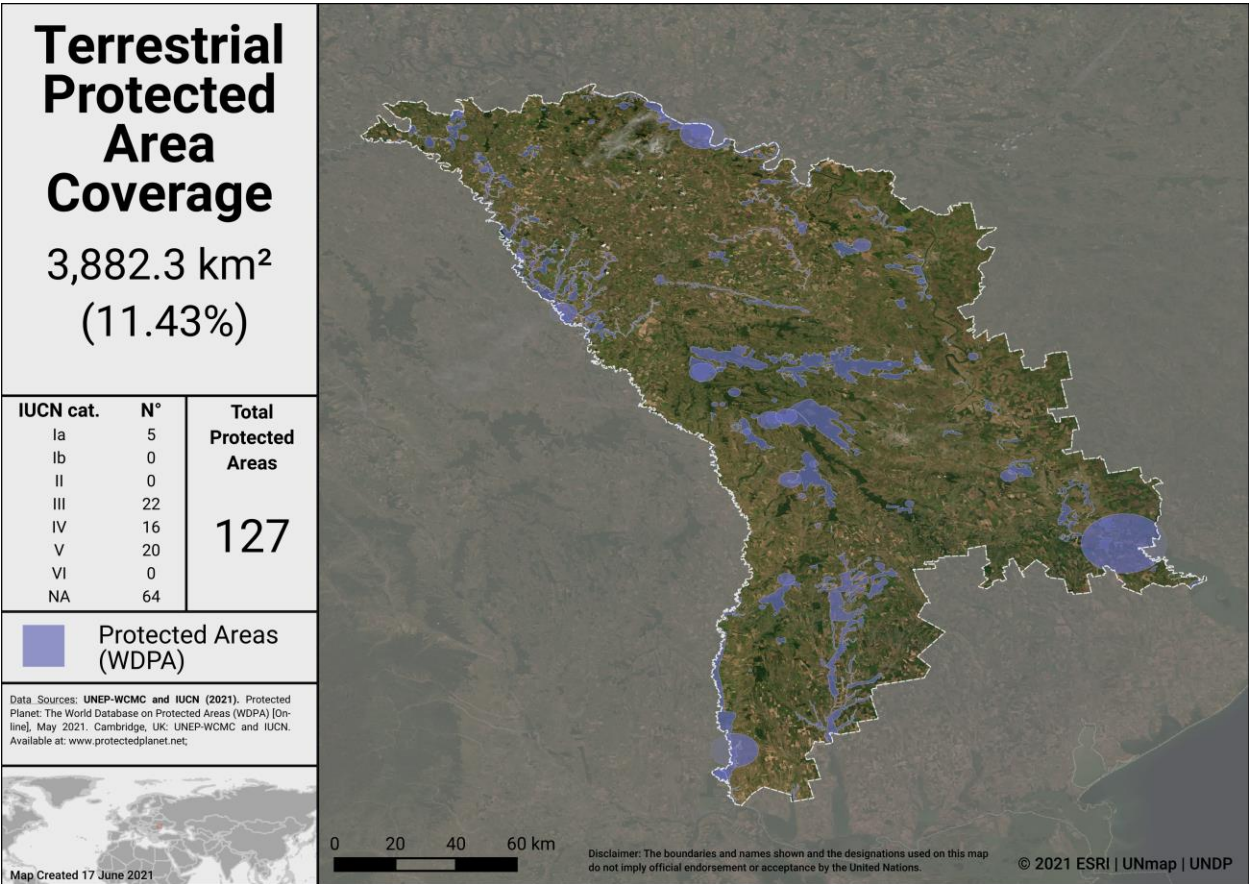 Terrestrial
Protected
Area
Coverage
3,882.3 km²
(11.43%)
IUCN cat. N°
Ia 5
Ib 0
II 0
III 22
IV 16
V 20
VI 0
NA 64
Total
Protected
Areas
127
Protected Areas
(WDPA)
Data Sources: UNEP-WCMC and IUCN (2021). Protected
Planet: The World Database on Protected Areas (WDPA) [On-
line], May 2021. Cambridge, UK: UNEP-WCMC and IUCN.
Available at: www.protectedplanet.net;
Map Created 17 June 2021
0 20 40 60 km
Disclaimer: The boundaries and names shown and the designations used on this map
do not imply official endorsement or acceptance by the United Nations.
© 2021 ESRI | UNmap | UNDP